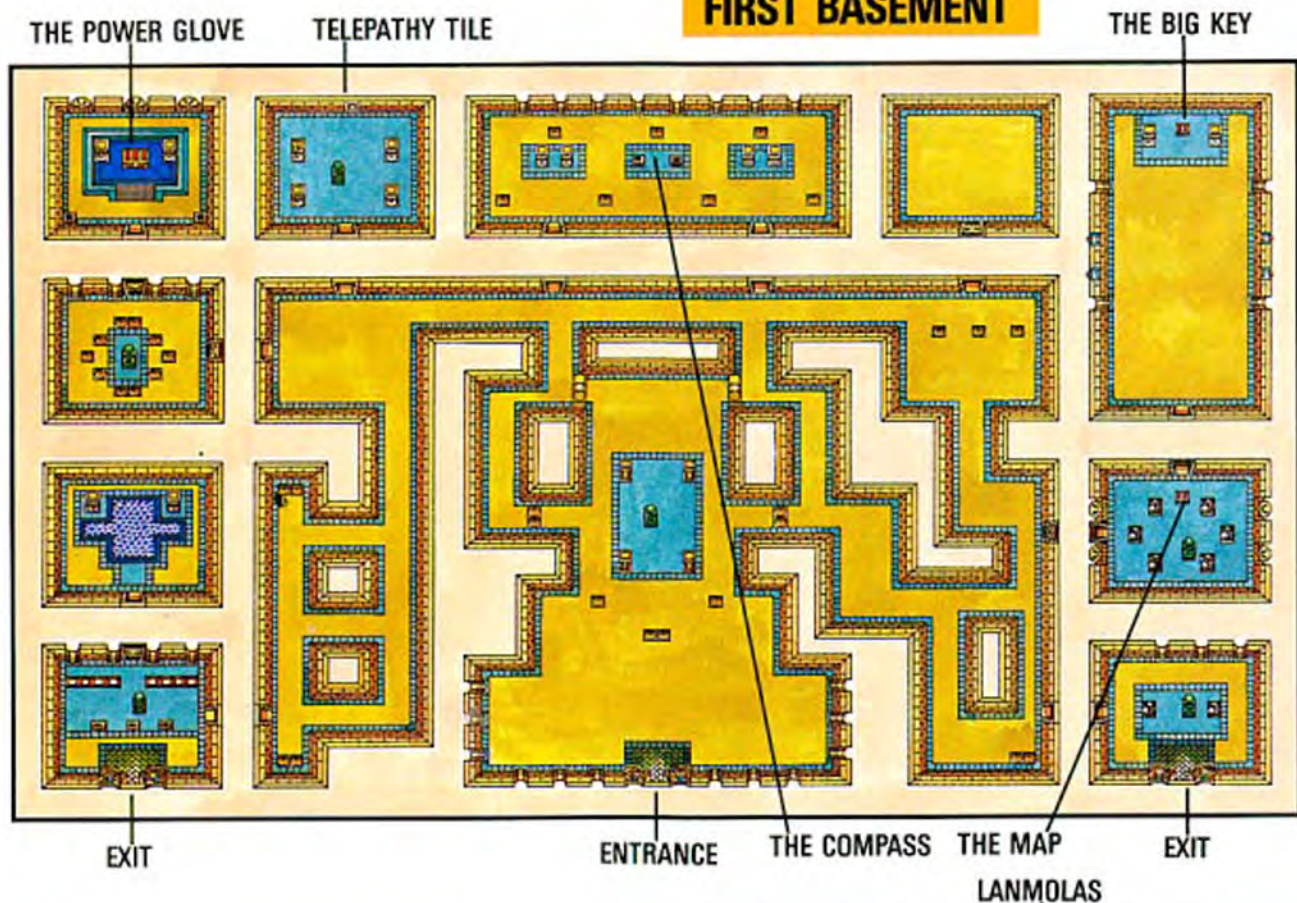 FIRST BASEMENT
THE POWER GLOVE
TELEPATHY TILE
THE BIG KEY
EXIT
ENTRANCE
THE COMPASS
THE MAP
EXIT
LANMOLAS